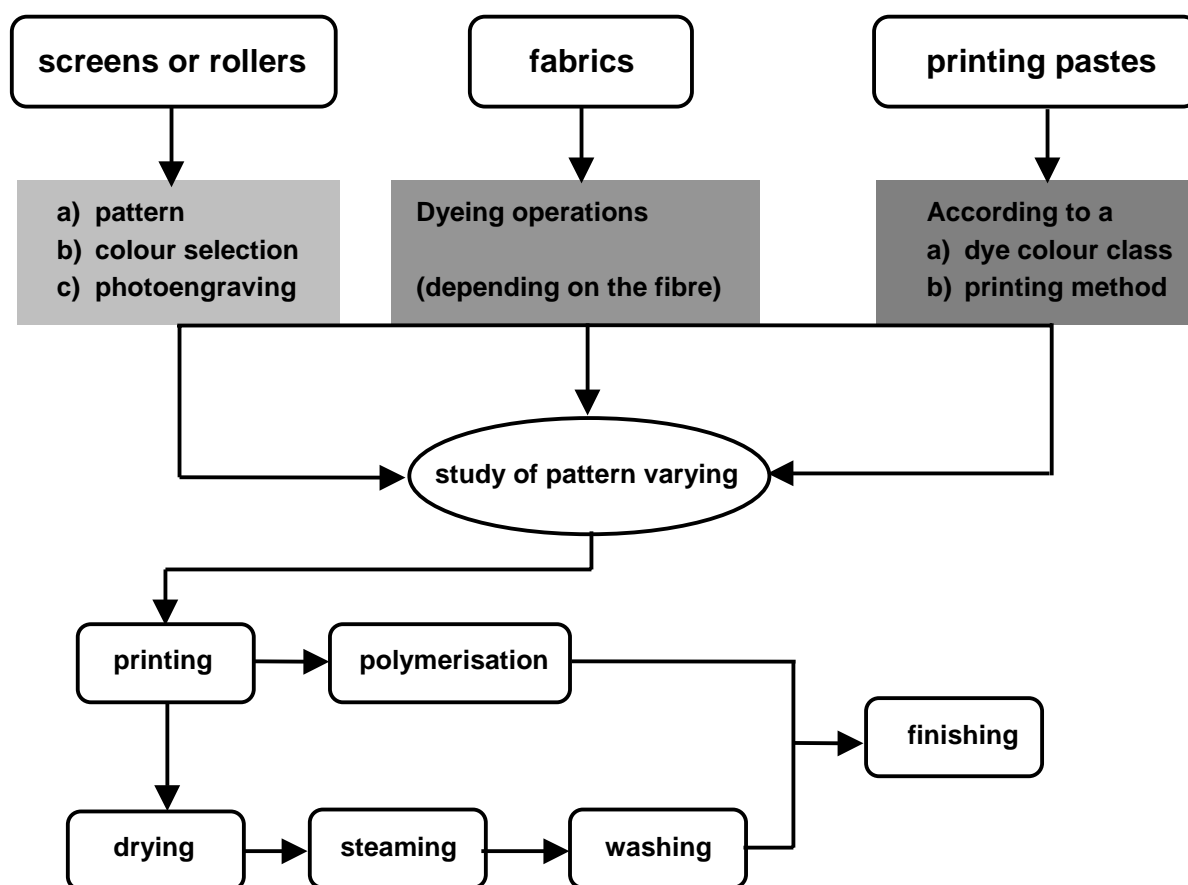 screens or rollers
fabrics
printing pastes
a) pattern
b) colour selection
c) photoengraving
Dyeing operations
(depending on the fibre)
According to a
a) dye colour class
b) printing method
study of pattern varying
printing
polymerisation
finishing
drying
steaming
washing